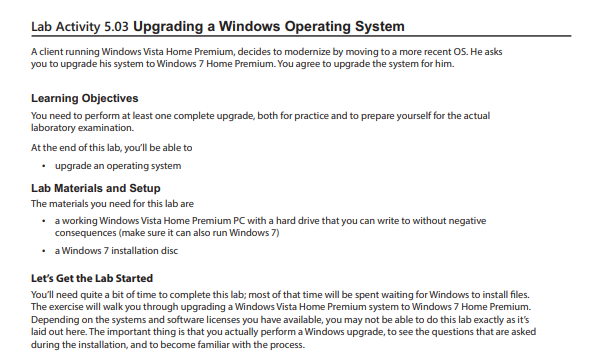 Lab Activity 5.03 Upgrading a Windows Operating System
A client running Windows Vista Home Premium, decides to modernize by moving to a more recent OS. He asks
you to upgrade his system to Windows 7 Home Premium. You agree to upgrade the system for him.
Learning Objectives
You need to perform at least one complete upgrade, both for practice and to prepare yourself for the actual
laboratory examination.
At the end of this lab, you'll be able to
• upgrade an operating system
Lab Materials and Setup
The materials you need for this lab are
• a working Windows Vista Home Premium PC with a hard drive that you can write to without negative
consequences (make sure it can also run Windows 7)
• a Windows 7 installation disc
Let's Get the Lab Started
You'll need quite a bit of time to complete this lab; most of that time will be spent waiting for Windows to install files.
The exercise will walk you through upgrading a Windows Vista Home Premium system to Windows 7 Home Premium.
Depending on the systems and software licenses you have available, you may not be able to do this lab exactly as it's
laid out here. The important thing is that you actually perform a Windows upgrade, to see the questions that are asked
during the installation, and to become familiar with the process.